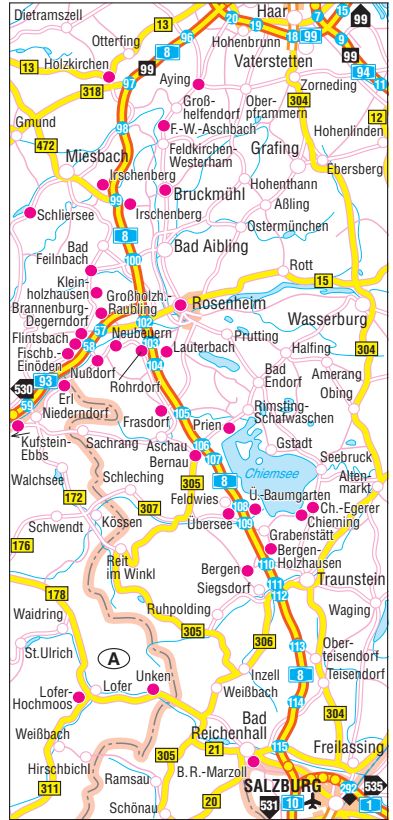 Dietramszell
13
20
Haar
7
15
99
19
Otterfing
96
18
99
9
8
Hohenbrunn
Vaterstetten
99
Holzkirchen
99
94
13
Aying
97
11
Zorneding
318
304
Groß-
helfendorf
Ober-
pframmern
12
98
Gmund
F.-W.-Aschbach
Hohenlinden
472
Feldkirchen-
Westerham
Grafing
Miesbach
Ebersberg
Irschenberg
Hohenthann
Bruckmühl
99
Aßling
Schliersee
Irschenberg
Ostermünchen
8
Bad
Feilnbach
Bad Aibling
100
Rott
15
Klein-
holzhausen
Großholzh.
Raubling
Rosenheim
Brannenburg-
Degerndorf
Wasserburg
102
57
Neubeuern
Flintsbach
103
Prutting
58
304
Fischb.-
Einöden
Lauterbach
Halfing
104
Nußdorf
Rohrdorf
Bad
Endorf
Amerang
93
530
Erl
Obing
59
Niederndorf
Rimsting-
Schafwaschen
Frasdorf
105
Prien
Kufstein-
Ebbs
Sachrang
Aschau
106
Gstadt
Bernau
107
Seebruck
Walchsee
Chiemsee
Schleching
305
8
Alten-
markt
172
Feldwies
Ü.-Baumgarten
307
108
Ch.-Egerer
Schwendt
Kössen
Übersee
109
Chieming
Grabenstätt
176
Bergen-
Holzhausen
Reit
im Winkl
110
Bergen
111
Traunstein
178
Siegsdorf
112
Ruhpolding
Waging
Waidring
305
306
113
St.Ulrich
Ober-
teisendorf
A
Inzell
8
Unken
Teisendorf
Lofer
Lofer-
Hochmoos
Weißbach
114
304
Bad
Reichenhall
Weißbach
21
115
Freilassing
305
Hirschbichl
B.R.-Marzoll
Ramsau
SALZBURG
292
535
311
20
531
10
1
Schönau